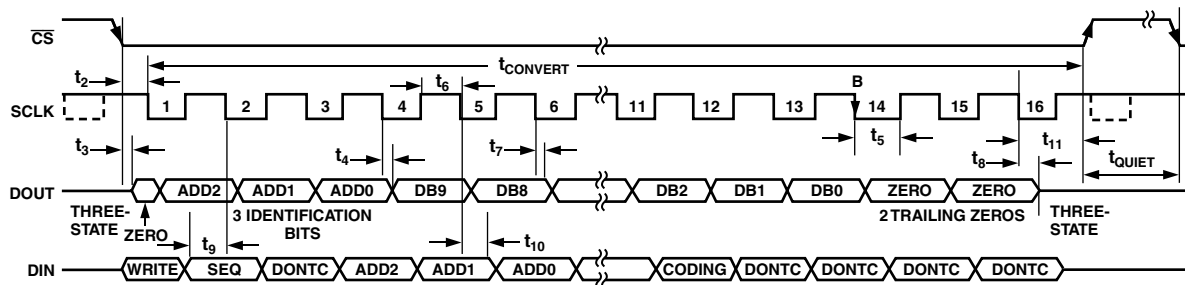 CS
t2
tCONVERT
t6
B
SCLK
1 2 3 4 5 6 11 12 13 14 15 16
t3
t4
t7
t5
t8
t11
tQUIET
DOUT
ADD2 ADD1 ADD0 DB9 DB8 DB2 DB1 DB0 ZERO ZERO
THREE-STATE
ZERO
3 IDENTIFICATION
BITS
2 TRAILING ZEROS
THREE-
STATE
t9
t10
DIN
WRITE SEQ DONTC ADD2 ADD1 ADD0 CODING DONTC DONTC DONTC DONTC